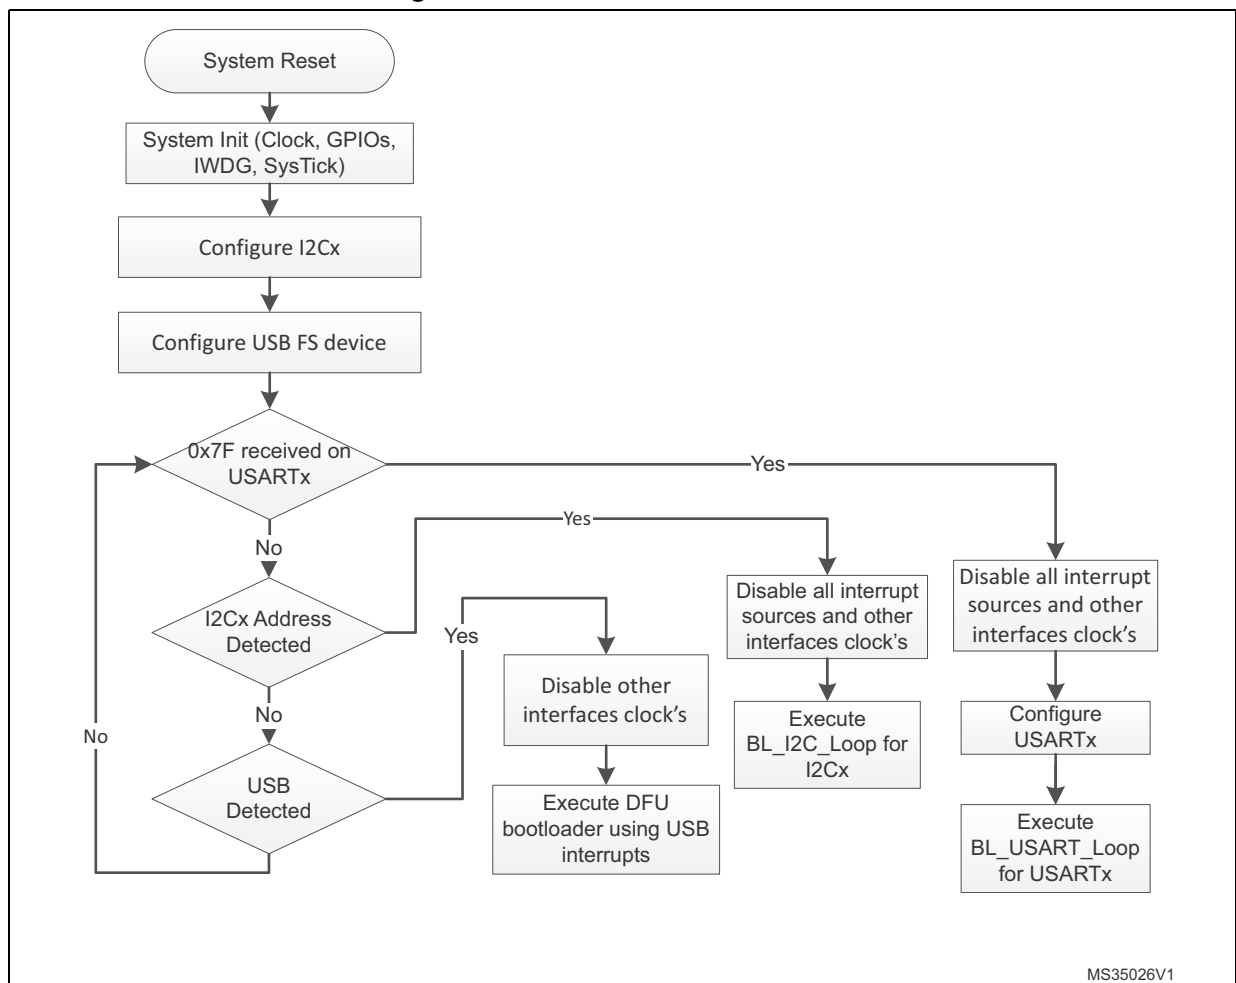 System Reset
System Init (Clock, GPIOs,
IWDG, SysTick)
Configure I2Cx
Configure USB FS device
0x7F received on
USARTx
Yes
No
Yes
I2Cx Address
Detected
Yes
No
No
USB
Detected
Disable other
interfaces clock's
Execute DFU
bootloader using USB
interrupts
Disable all interrupt
sources and other
interfaces clock's
Execute
BL_I2C_Loop for
I2Cx
Disable all interrupt
sources and other
interfaces clock's
Configure
USARTx
Execute
BL_USART_Loop
for USARTx
MS35026V1